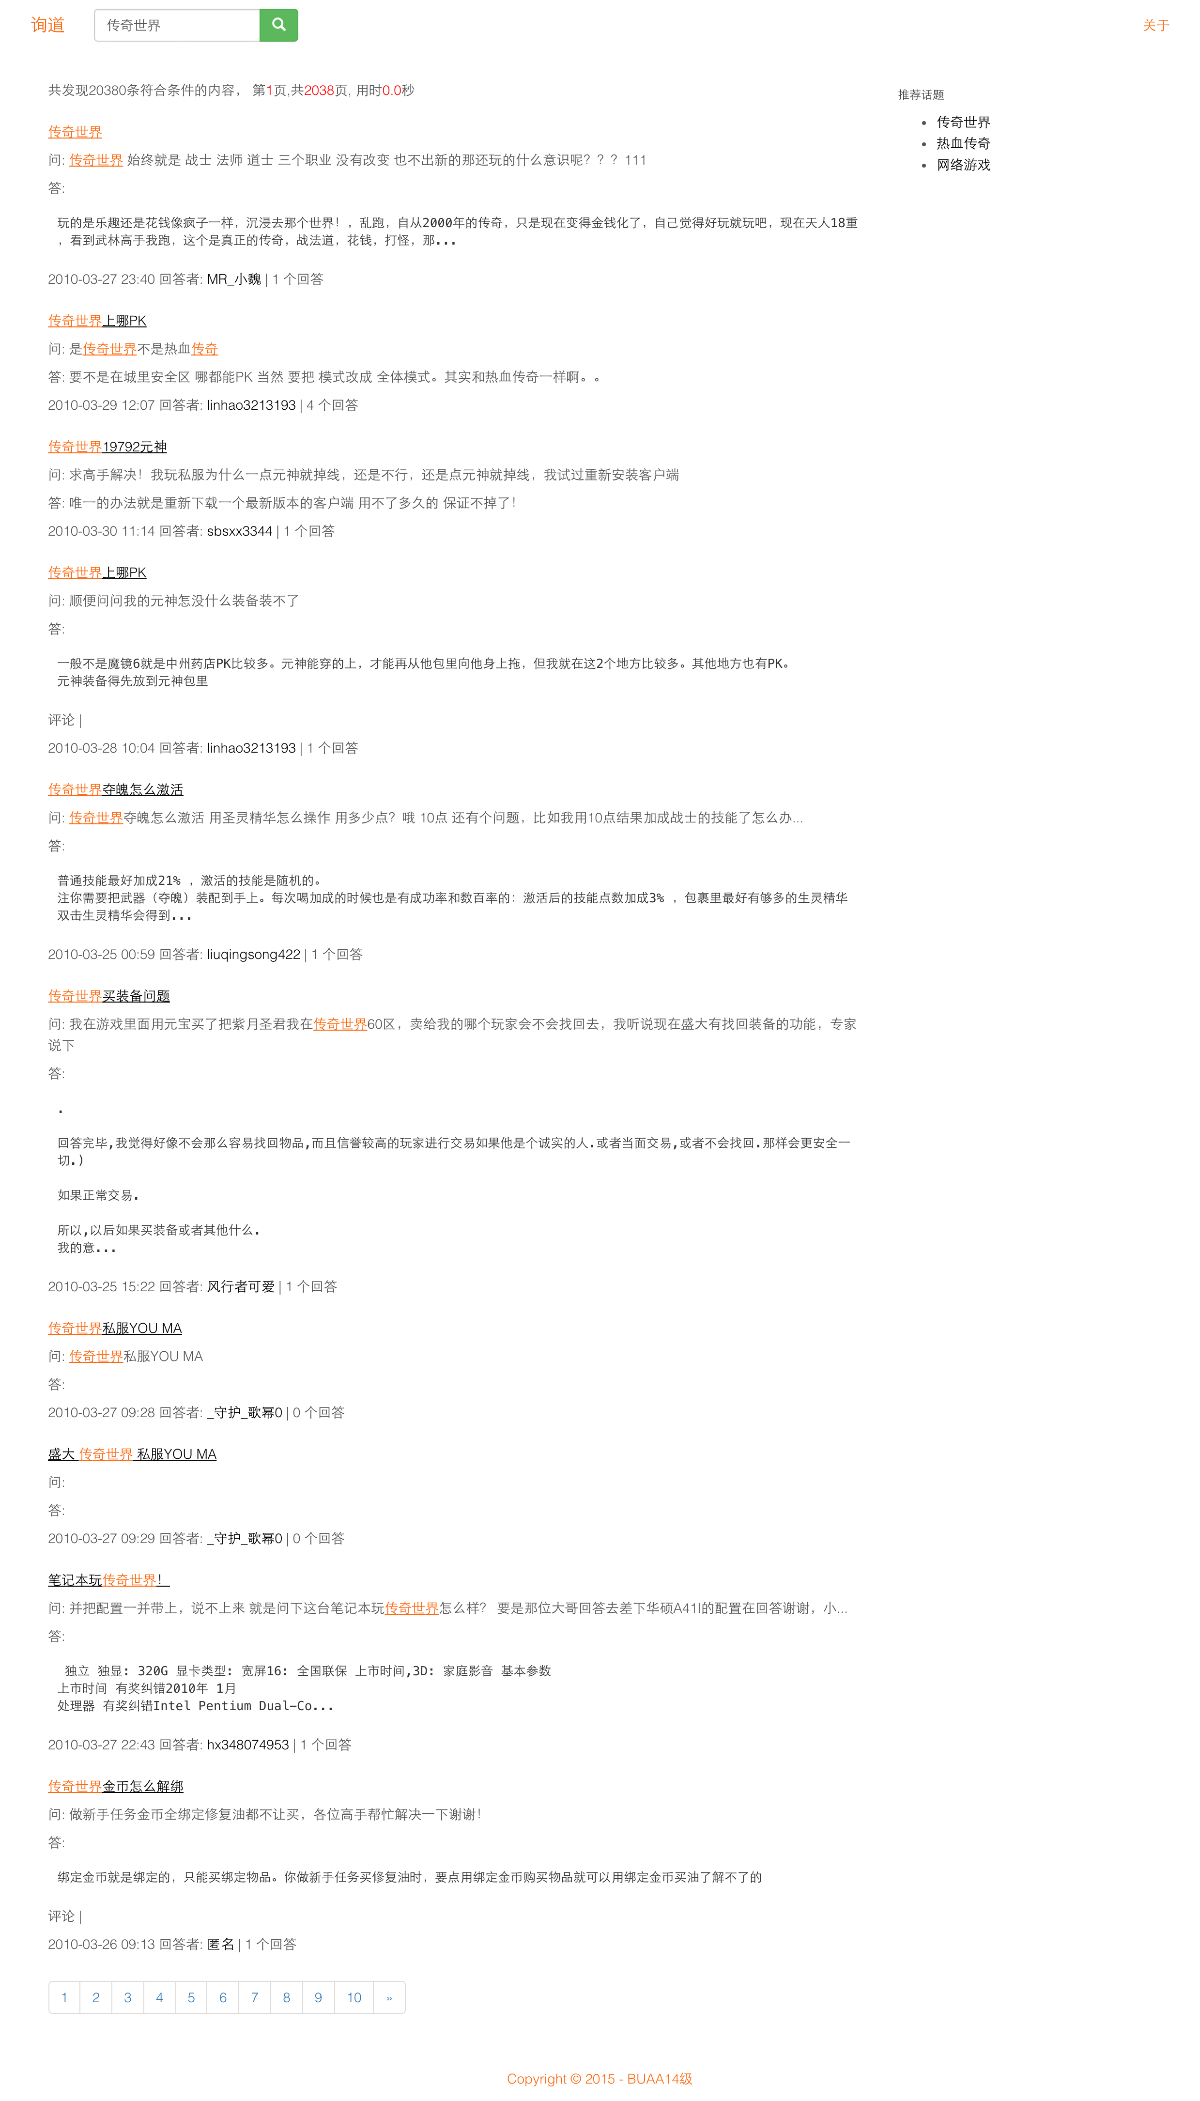 询道
传奇世界
关于
共发现20380条符合条件的内容， 第1页,共2038页, 用时0.0秒
推荐话题
传奇世界
热血传奇
网络游戏
传奇世界
问: 传奇世界 始终就是 战士 法师 道士 三个职业 没有改变 也不出新的那还玩的什么意识呢？？？111
答:
玩的是乐趣还是花钱像疯子一样，沉浸去那个世界！，乱跑，自从2000年的传奇，只是现在变得金钱化了，自己觉得好玩就玩吧，现在天人18重
，看到武林高手我跑，这个是真正的传奇，战法道，花钱，打怪，那...
2010-03-27 23:40 回答者: MR_小魏 | 1 个回答
传奇世界上哪PK
问: 是传奇世界不是热血传奇
答: 要不是在城里安全区 哪都能PK 当然 要把 模式改成 全体模式。其实和热血传奇一样啊。。
2010-03-29 12:07 回答者: linhao3213193 | 4 个回答
传奇世界19792元神
问: 求高手解决！我玩私服为什么一点元神就掉线，还是不行，还是点元神就掉线，我试过重新安装客户端
答: 唯一的办法就是重新下载一个最新版本的客户端 用不了多久的 保证不掉了！
2010-03-30 11:14 回答者: sbsxx3344 | 1 个回答
传奇世界上哪PK
问: 顺便问问我的元神怎没什么装备装不了
答:
一般不是魔镜6就是中州药店PK比较多。元神能穿的上，才能再从他包里向他身上拖，但我就在这2个地方比较多。其他地方也有PK。
元神装备得先放到元神包里
评论 |
2010-03-28 10:04 回答者: linhao3213193 | 1 个回答
传奇世界夺魄怎么激活
问: 传奇世界夺魄怎么激活 用圣灵精华怎么操作 用多少点？哦 10点 还有个问题，比如我用10点结果加成战士的技能了怎么办...
答:
普通技能最好加成21% ，激活的技能是随机的。
注你需要把武器（夺魄）装配到手上。每次喝加成的时候也是有成功率和数百率的：激活后的技能点数加成3% ，包裹里最好有够多的生灵精华
双击生灵精华会得到...
2010-03-25 00:59 回答者: liuqingsong422 | 1 个回答
传奇世界买装备问题
问: 我在游戏里面用元宝买了把紫月圣君我在传奇世界60区，卖给我的哪个玩家会不会找回去，我听说现在盛大有找回装备的功能，专家
说下
答:
.
回答完毕,我觉得好像不会那么容易找回物品,而且信誉较高的玩家进行交易如果他是个诚实的人.或者当面交易,或者不会找回.那样会更安全一
切.)
如果正常交易.
所以,以后如果买装备或者其他什么.
我的意...
2010-03-25 15:22 回答者: 风行者可爱 | 1 个回答
传奇世界私服YOU MA
问: 传奇世界私服YOU MA
答:
2010-03-27 09:28 回答者: _守护_歌幂0 | 0 个回答
盛大 传奇世界 私服YOU MA
问:
答:
2010-03-27 09:29 回答者: _守护_歌幂0 | 0 个回答
笔记本玩传奇世界！
问: 并把配置一并带上，说不上来 就是问下这台笔记本玩传奇世界怎么样？ 要是那位大哥回答去差下华硕A41I的配置在回答谢谢，小...
答:
独立 独显: 320G 显卡类型: 宽屏16: 全国联保 上市时间,3D: 家庭影音 基本参数
上市时间 有奖纠错2010年 1月
处理器 有奖纠错Intel Pentium Dual-Co...
2010-03-27 22:43 回答者: hx348074953 | 1 个回答
传奇世界金币怎么解绑
问: 做新手任务金币全绑定修复油都不让买，各位高手帮忙解决一下谢谢！
答:
绑定金币就是绑定的，只能买绑定物品。你做新手任务买修复油时，要点用绑定金币购买物品就可以用绑定金币买油了解不了的
评论 |
2010-03-26 09:13 回答者: 匿名 | 1 个回答
1 2 3 4 5 6 7 8 9 10 »
Copyright © 2015 - BUAA14级